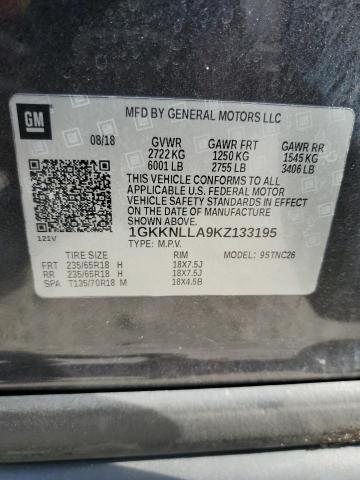 GM
MFD BY GENERAL MOTORS LLC
08/18 GVWR GAWR FRT GAWR RR
2722 KG 1250 KG 1545 KG
6001 LB 2755 LB 3406 LB
THIS VEHICLE CONFORMS TO ALL
APPLICABLE U.S. FEDERAL MOTOR
VEHICLE SAFETY STANDARDS IN
EFFECT ON THE DATE OF MANUFACTURE
SHOWN ABOVE.
1GKKNLLA9KZ133195
121V TYPE: M.P.V. MODEL: 95TNC26
TIRE SIZE RIM
FRT 235/65R18 H 18X7.5J
RR 235/65R18 H 18X7.5J
SPA T135/70R18 M 18X4.5B